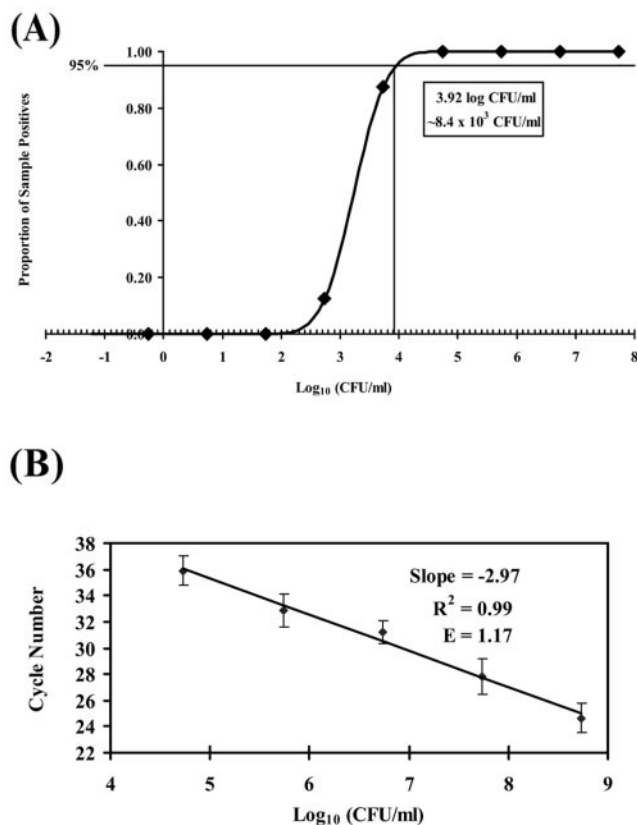 (A)
1.00
95%
0.80
0.60
0.40
0.20
Proportion of Sample Positives
3.92 log CFU/ml
~8.4 x 10³ CFU/ml
-2 -1 0 1 2 3 4 5 6 7 8
Log₁₀ (CFU/ml)
(B)
38
36
34
32
30
28
26
24
22
Cycle Number
Slope = -2.97
R² = 0.99
E = 1.17
4 5 6 7 8 9
Log₁₀ (CFU/ml)